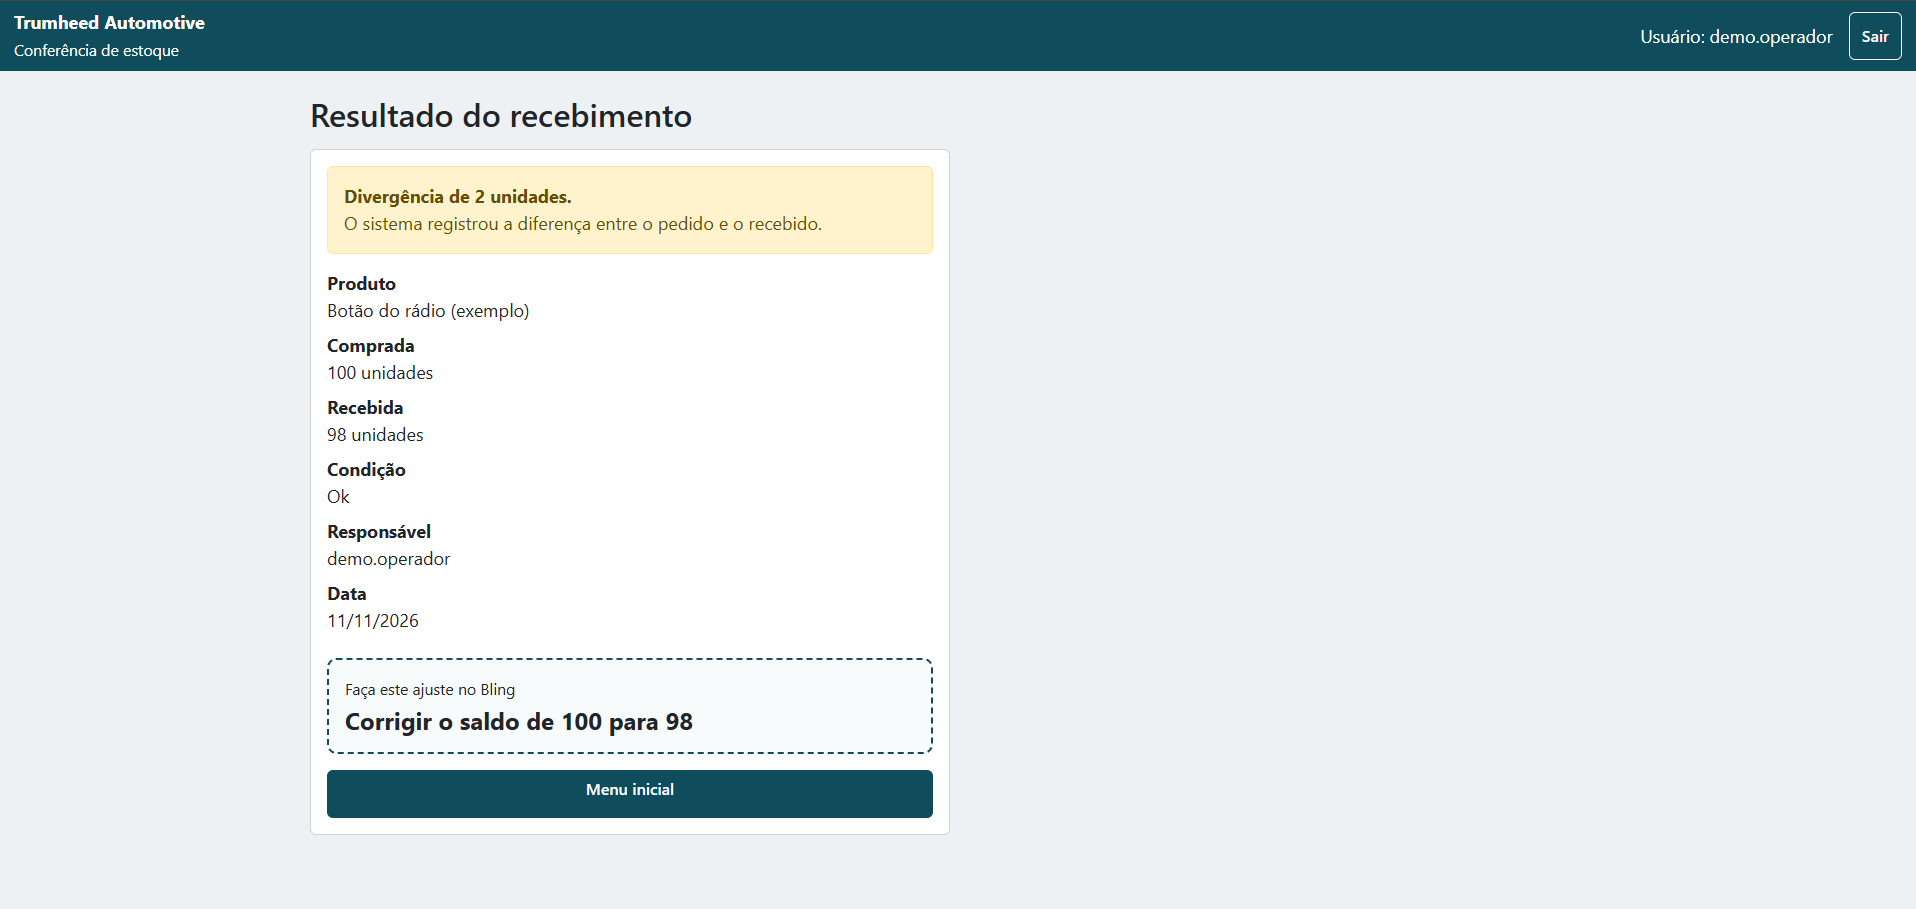 Trumheed Automotive
Conferência de estoque
Usuário: demo.operador
Sair
Resultado do recebimento
Divergência de 2 unidades.
O sistema registrou a diferença entre o pedido e o recebido.
Produto
Botão do rádio (exemplo)
Comprada
100 unidades
Recebida
98 unidades
Condição
Ok
Responsável
demo.operador
Data
11/11/2026
Faça este ajuste no Bling
Corrigir o saldo de 100 para 98
Menu inicial